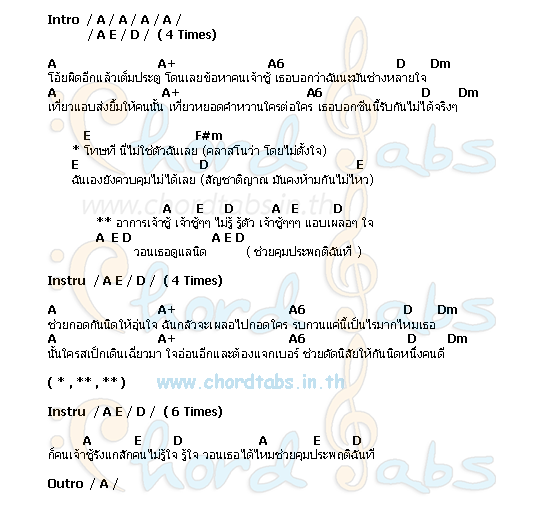 Intro / A / A / A / A /
/ A E / D / ( 4 Times)
A A+ A6 D Dm
โอ้ยผิดอีกแล้วเต็มประตู โดนเลยข้อหาคนเจ้าชู้ เธอบอกว่าฉันนะมันช่างหลายใจ
A A+ A6 D Dm
เที่ยวแอบส่งยิ้มให้คนนั้น เที่ยวหยอดคำหวานใครต่อใคร เธอบอกชีนนี้รับกันไม่ได้จริงๆ
E F#m
* โทษที นี่ไม่ใช่ตัวฉันเลย (คลาสโนว่า โดยไม่ตั้งใจ)
E D E
ฉันเองยังควบคุมไม่ได้เลย (สัญชาติญาณ มันคงห้ามกันไม่ไหว)
www.chordtabs.in.th
A E D A E D
** อาการเจ้าชู้ เจ้าชู้ๆๆ ไม่รู้ รู้ตัว เจ้าชู้ๆๆ แอบเผลอๆ ใจ
A E D A E D
วอนเธอดูแลนิด ( ช่วยคุมประพฤติฉันที )
Instru / A E / D / ( 4 Times)
A A+ A6 D Dm
ช่วยกอดกันนิดให้อุ่นใจ ฉันกลัวจะเผลอไปกอดใคร รบกวนแค่นี้เป็นไรมากไหมเธอ
A A+ A6 D Dm
นั้นใครสเป็กเดินเฉี่ยวมา ใจอ่อนอีกและต้องแจกเบอร์ ช่วยดัดนิสัยให้กันนิดหนึ่งคนดี
( * , ** , ** ) www.chordtabs.in.th
Instru / A E / D / ( 6 Times)
A E D A E D
ก็คนเจ้าชู้รังแกสักคนไม่รู้ใจ รู้ใจ วอนเธอได้ไหมช่วยคุมประพฤติฉันที
Outro / A /
Chord Tabs